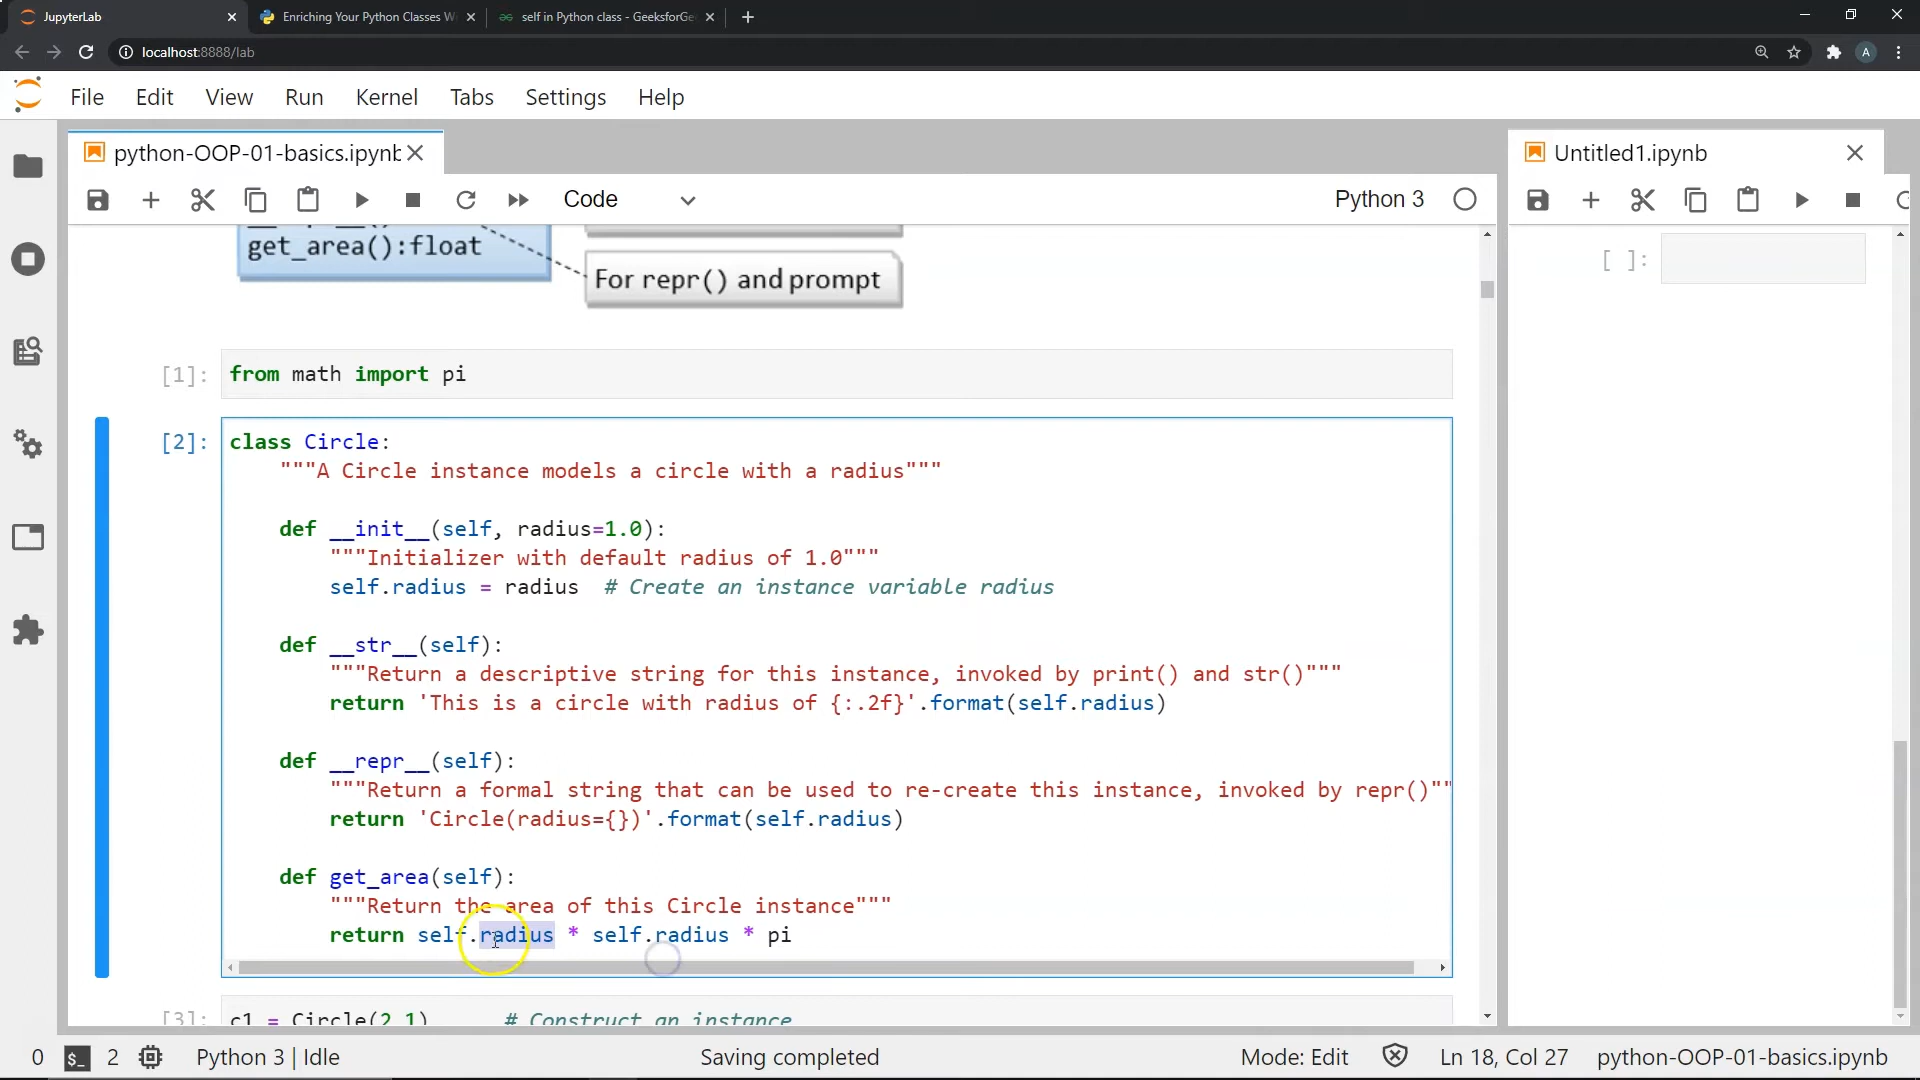 JupyterLab
Enriching Your Python Classes W
self in Python class - GeeksforGe
localhost:8888/lab
A
File Edit View Run Kernel Tabs Settings Help
python-OOP-01-basics.ipynb
Untitled1.ipynb
Code
Python 3
get_area():float
For repr() and prompt
[ ]:
[1]: from math import pi
[2]: class Circle:
"""A Circle instance models a circle with a radius"""
def __init__(self, radius=1.0):
"""Initializer with default radius of 1.0"""
self.radius = radius # Create an instance variable radius
def __str__(self):
"""Return a descriptive string for this instance, invoked by print() and str()"""
return 'This is a circle with radius of {:.2f}'.format(self.radius)
def __repr__(self):
"""Return a formal string that can be used to re-create this instance, invoked by repr()""
return 'Circle(radius={})'.format(self.radius)
def get_area(self):
"""Return the area of this Circle instance"""
return self.radius * self.radius * pi
[3]: c1 = Circle(2.1) # Construct an instance
0 $_ 2 Python 3 | Idle
Saving completed
Mode: Edit
Ln 18, Col 27
python-OOP-01-basics.ipynb